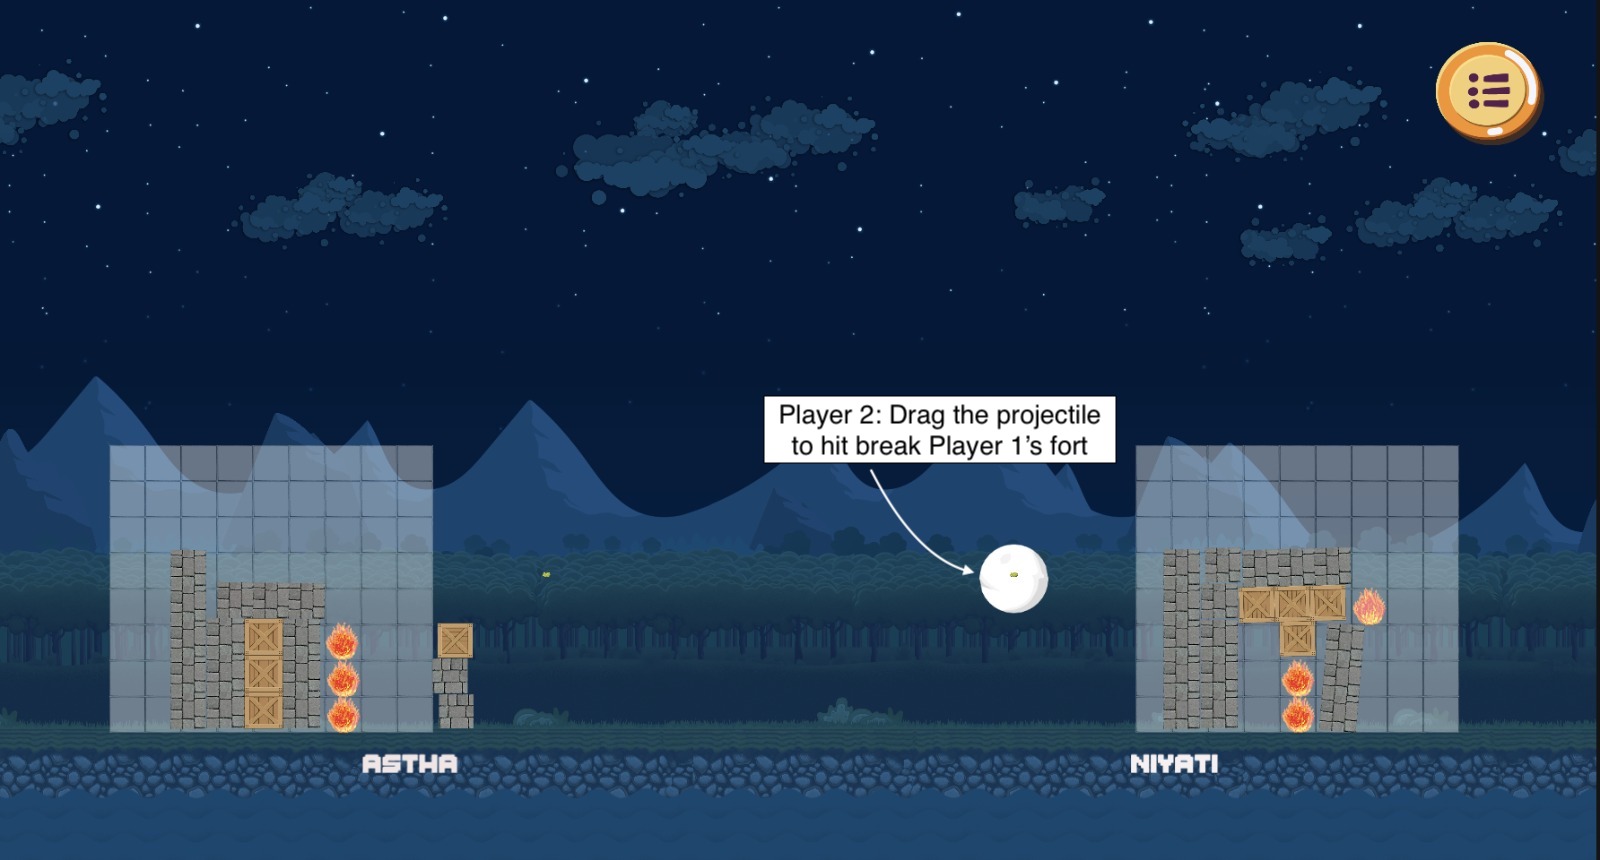 Player 2: Drag the projectile
to hit break Player 1’s fort
ASTHA
NIYATI